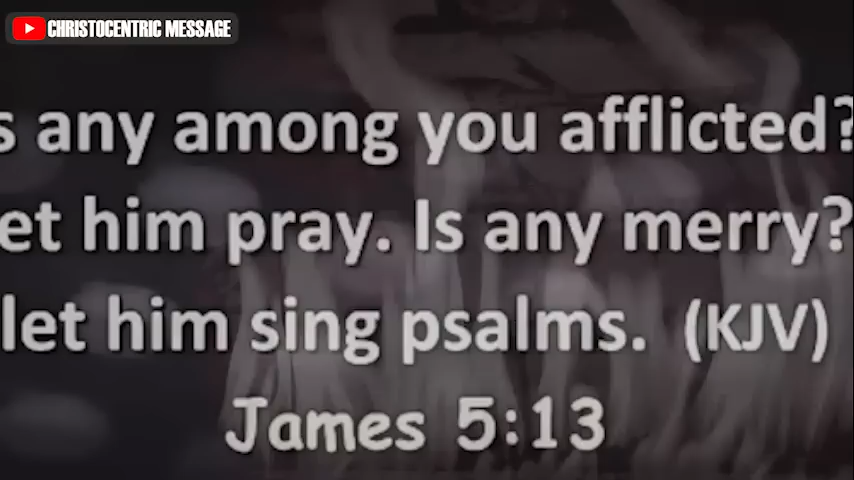 CHRISTOCENTRIC MESSAGE
s any among you afflicted?
et him pray. Is any merry?
let him sing psalms. (KJV)
James 5:13